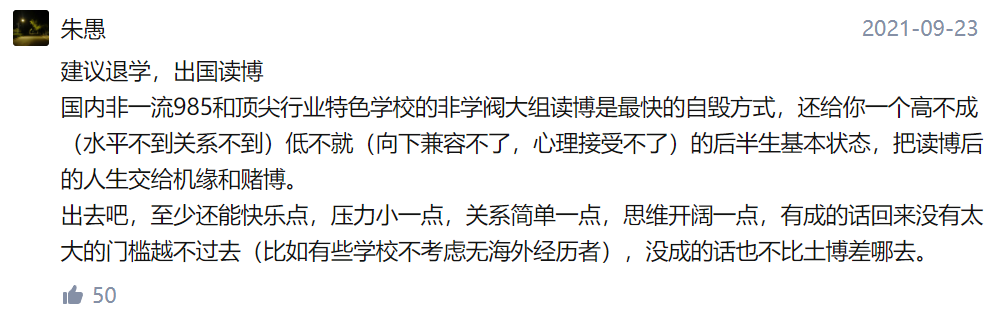 朱愚
2021-09-23
建议退学，出国读博
国内非一流985和顶尖行业特色学校的非学阀大组读博是最快的自毁方式，还给你一个高不成
（水平不到关系不到）低不就（向下兼容不了，心理接受不了）的后半生基本状态，把读博后
的人生交给机缘和赌博。
出去吧，至少还能快乐点，压力小一点，关系简单一点，思维开阔一点，有成的话回来没有太
大的门槛越不过去（比如有些学校不考虑无海外经历者），没成的话也不比土博差哪去。
50